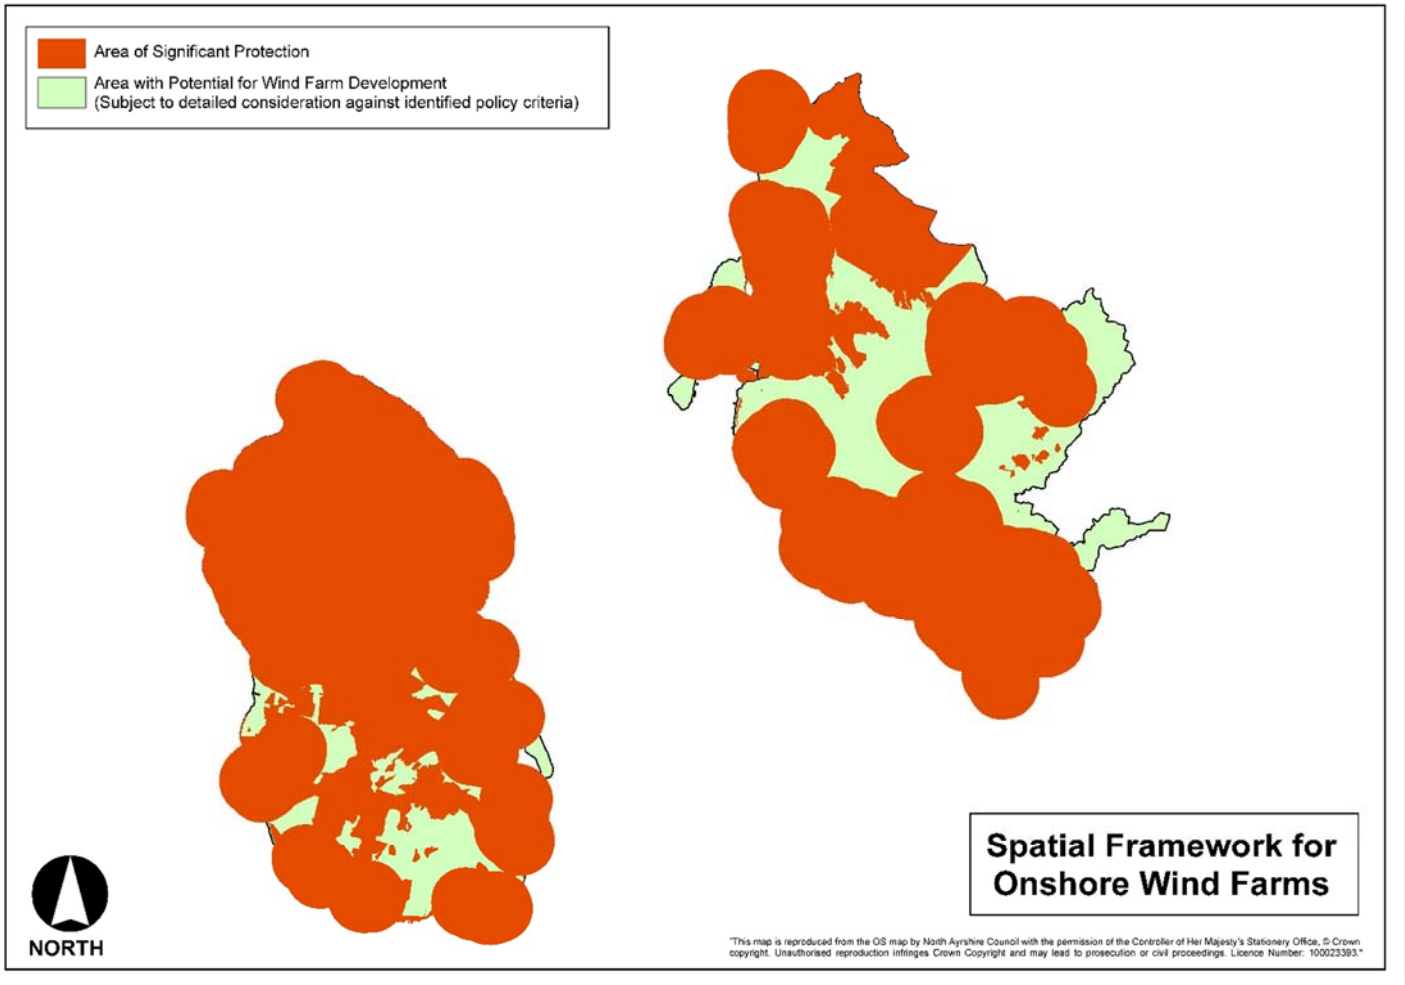 Area of Significant Protection
Area with Potential for Wind Farm Development
(Subject to detailed consideration against identified policy criteria)
Spatial Framework for
Onshore Wind Farms
NORTH
"This map is reproduced from the OS map by North Ayrshire Council with the permission of the Controller of Her Majesty's Stationery Office, © Crown
copyright. Unauthorised reproduction infringes Crown Copyright and may lead to prosecution or civil proceedings. Licence Number: 100023393."